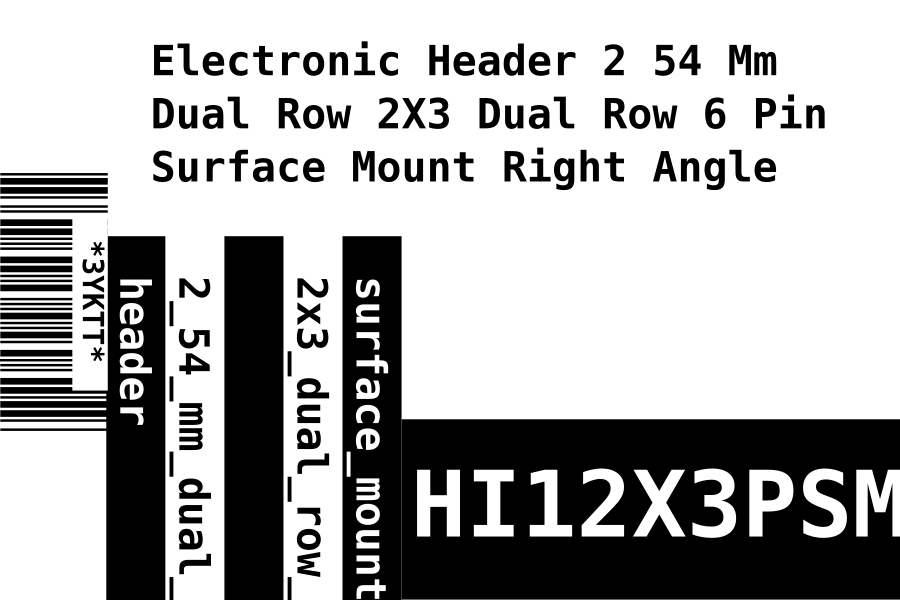 Electronic Header 2 54 Mm
Dual Row 2X3 Dual Row 6 Pin
Surface Mount Right Angle
*3YKTT*
header
2_54_mm_dual_
2x3_dual_row_
surface_mount
HI12X3PSM